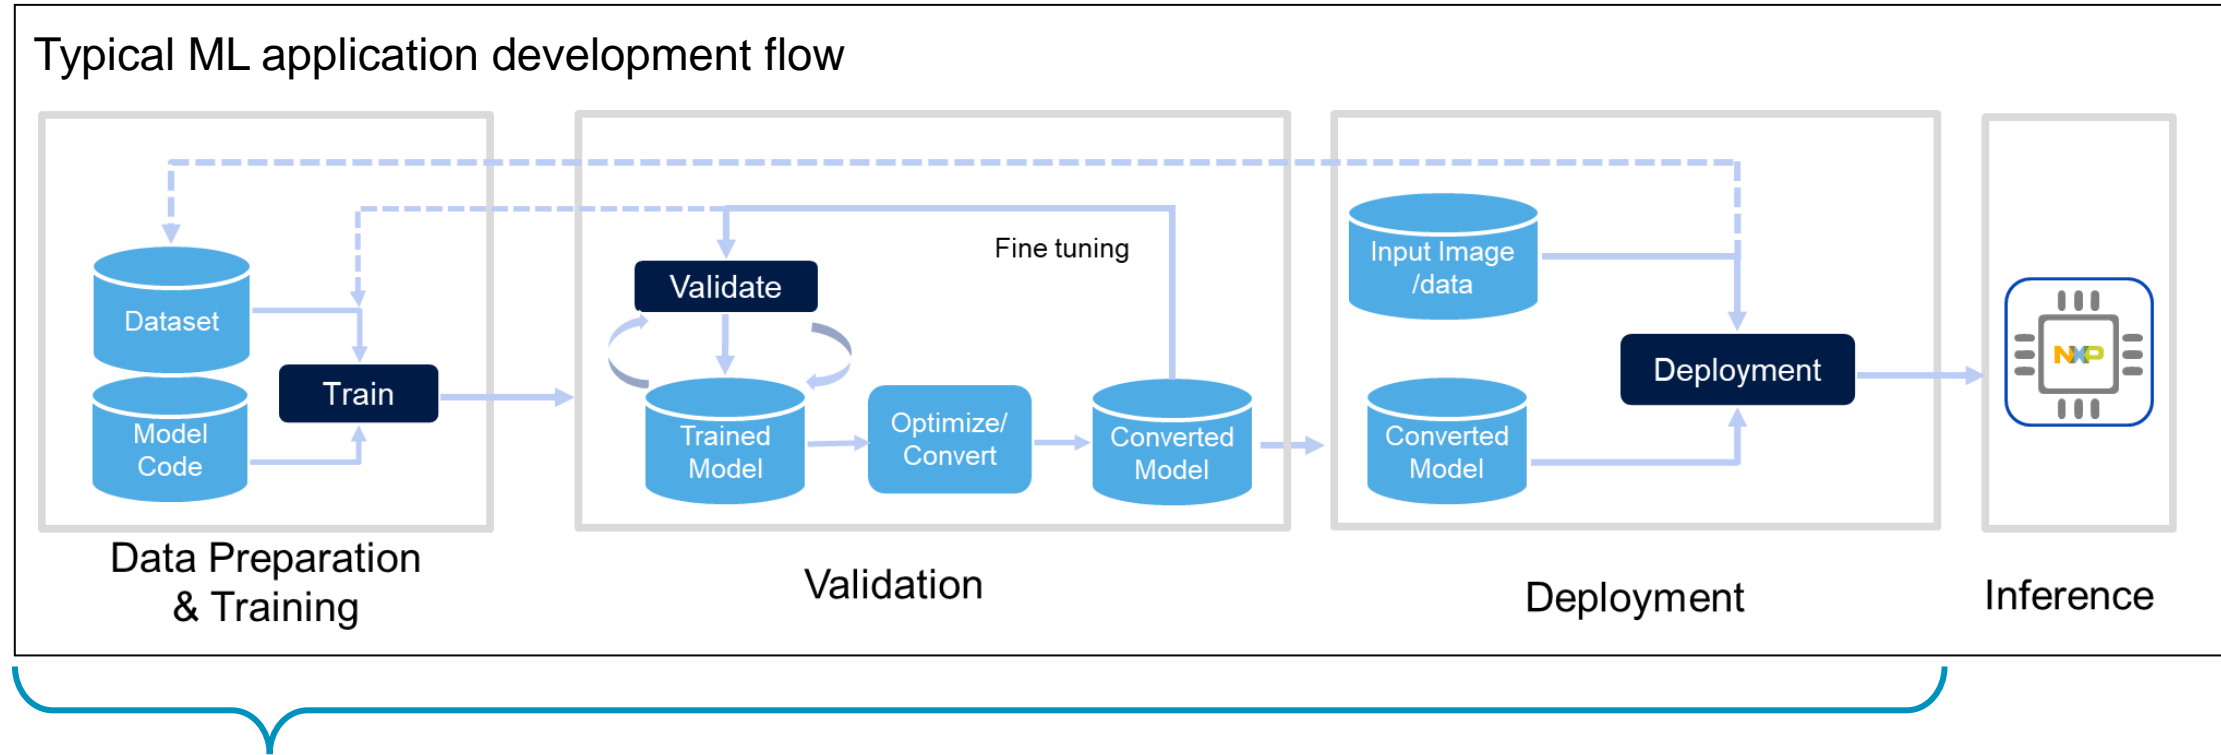 Typical ML application development flow
Dataset
Model
Code
Train
Data Preparation
& Training
Validate
Fine tuning
Trained
Model
Optimize/
Convert
Converted
Model
Validation
Input Image
/data
Converted
Model
Deployment
Deployment
NXP
Inference